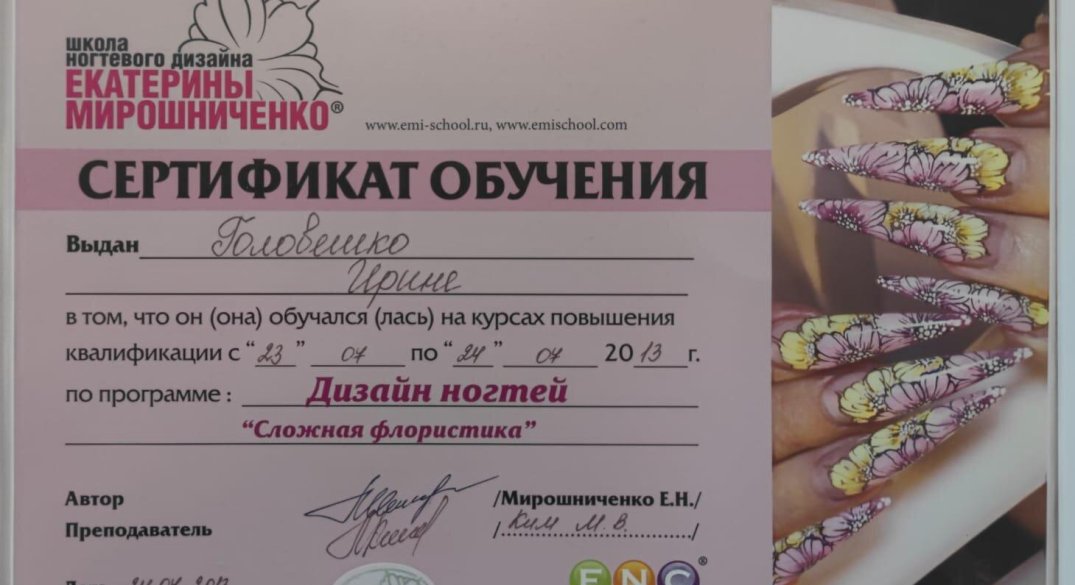 школа
ногтевого дизайна
ЕКАТЕРИНЫ
МИРОШНИЧЕНКО®
www.emi-school.ru, www.emischool.com
СЕРТИФИКАТ ОБУЧЕНИЯ
Выдан Головешко
Ирине
в том, что он (она) обучался (лась) на курсах повышения
квалификации с “23” 07 по “24” 07 2013 г.
по программе : Дизайн ногтей
“Сложная флористика”
Автор /Мирошниченко Е.Н./
Преподаватель /Ким М. В./
ENC®